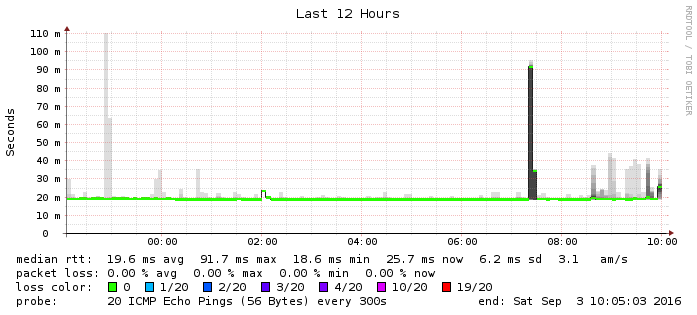 Last 12 Hours
RRDTOOL / TOBI OETIKER
Seconds
110 m
100 m
90 m
80 m
70 m
60 m
50 m
40 m
30 m
20 m
10 m
0
00:00 02:00 04:00 06:00 08:00 10:00
median rtt: 19.6 ms avg 91.7 ms max 18.6 ms min 25.7 ms now 6.2 ms sd 3.1 am/s
packet loss: 0.00 % avg 0.00 % max 0.00 % min 0.00 % now
loss color: 0 1/20 2/20 3/20 4/20 10/20 19/20
probe: 20 ICMP Echo Pings (56 Bytes) every 300s end: Sat Sep 3 10:05:03 2016